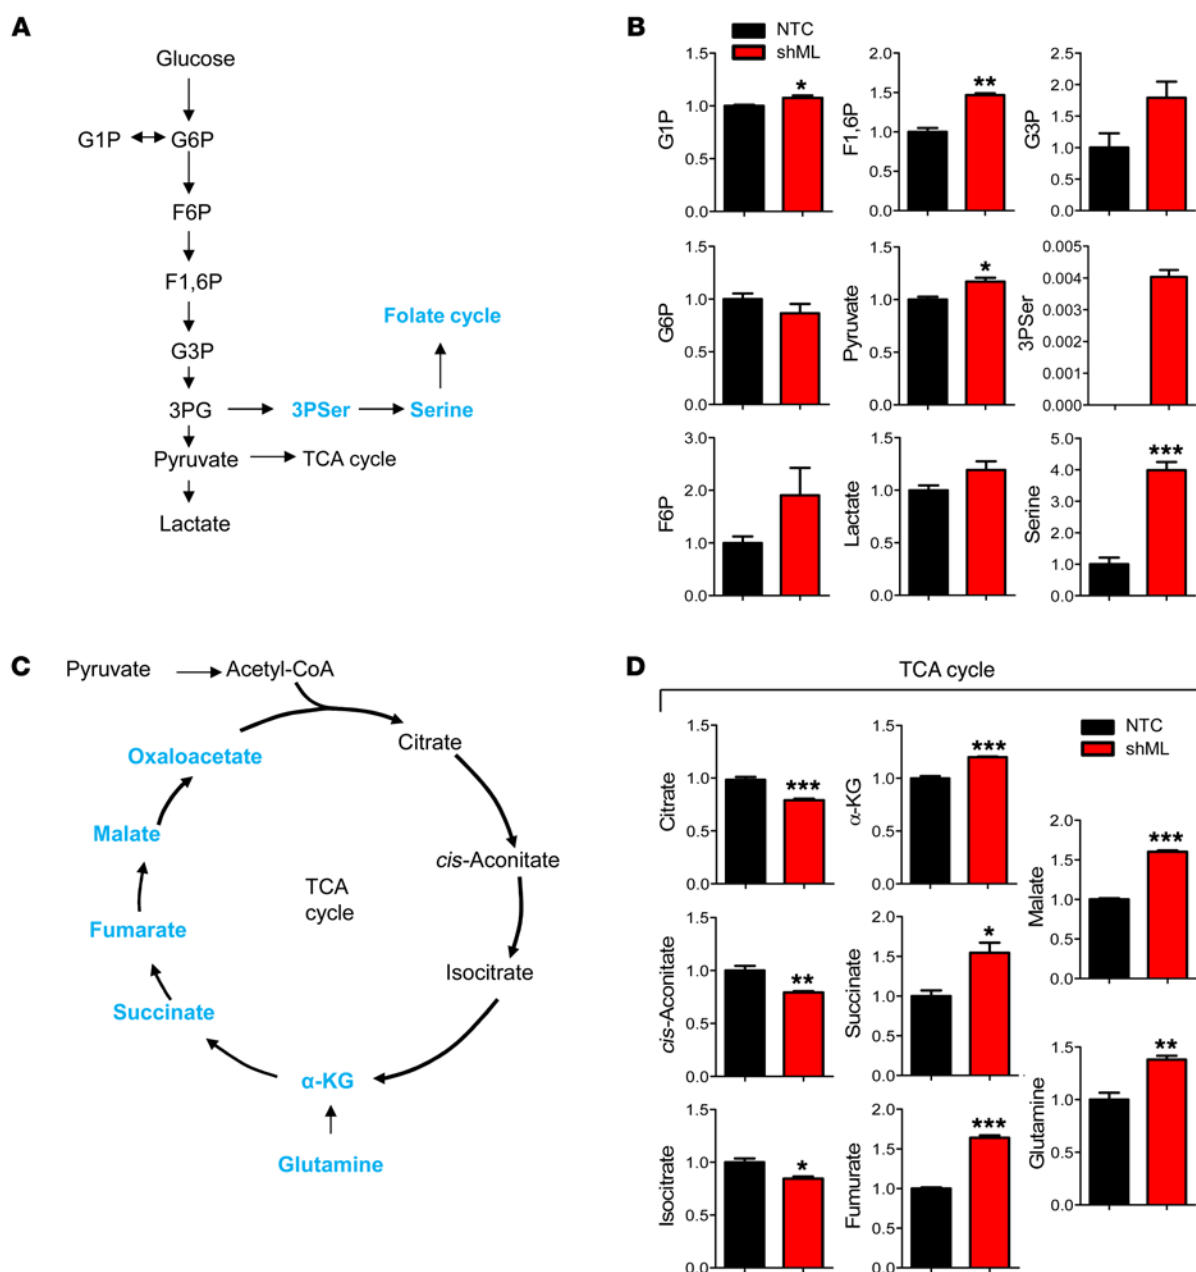 A
Glucose
G1P
G6P
F6P
F1,6P
G3P
3PG
3PSer
Serine
Folate cycle
Pyruvate
TCA cycle
Lactate
B
NTC
shML
G1P
1.5
1.0
0.5
0.0
*
F1,6P
2.0
1.5
1.0
0.5
0.0
**
G3P
2.5
2.0
1.5
1.0
0.5
0.0
G6P
1.5
1.0
0.5
0.0
Pyruvate
1.5
1.0
0.5
0.0
*
3PSer
0.005
0.004
0.003
0.002
0.001
0.000
F6P
3.0
2.0
1.0
0.0
Lactate
1.5
1.0
0.5
0.0
Serine
5.0
4.0
3.0
2.0
1.0
0.0
***
C
Pyruvate
Acetyl-CoA
Citrate
cis-Aconitate
Isocitrate
α-KG
Glutamine
Succinate
Fumarate
Malate
Oxaloacetate
TCA
cycle
D
TCA cycle
NTC
shML
Citrate
1.5
1.0
0.5
0.0
***
α-KG
1.5
1.0
0.5
0.0
***
Malate
2.0
1.5
1.0
0.5
0.0
***
cis-Aconitate
1.5
1.0
0.5
0.0
**
Succinate
2.0
1.5
1.0
0.5
0.0
*
Glutamine
1.5
1.0
0.5
0.0
**
Isocitrate
1.5
1.0
0.5
0.0
*
Fumurate
2.0
1.5
1.0
0.5
0.0
***